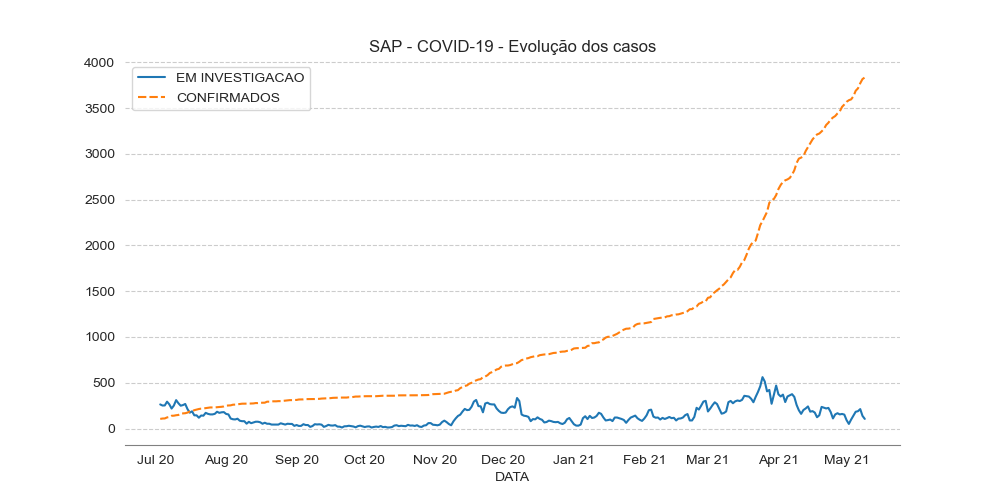 SAP - COVID-19 - Evolução dos casos
EM INVESTIGACAO
CONFIRMADOS
4000
3500
3000
2500
2000
1500
1000
500
0
Jul 20 Aug 20 Sep 20 Oct 20 Nov 20 Dec 20 Jan 21 Feb 21 Mar 21 Apr 21 May 21
DATA